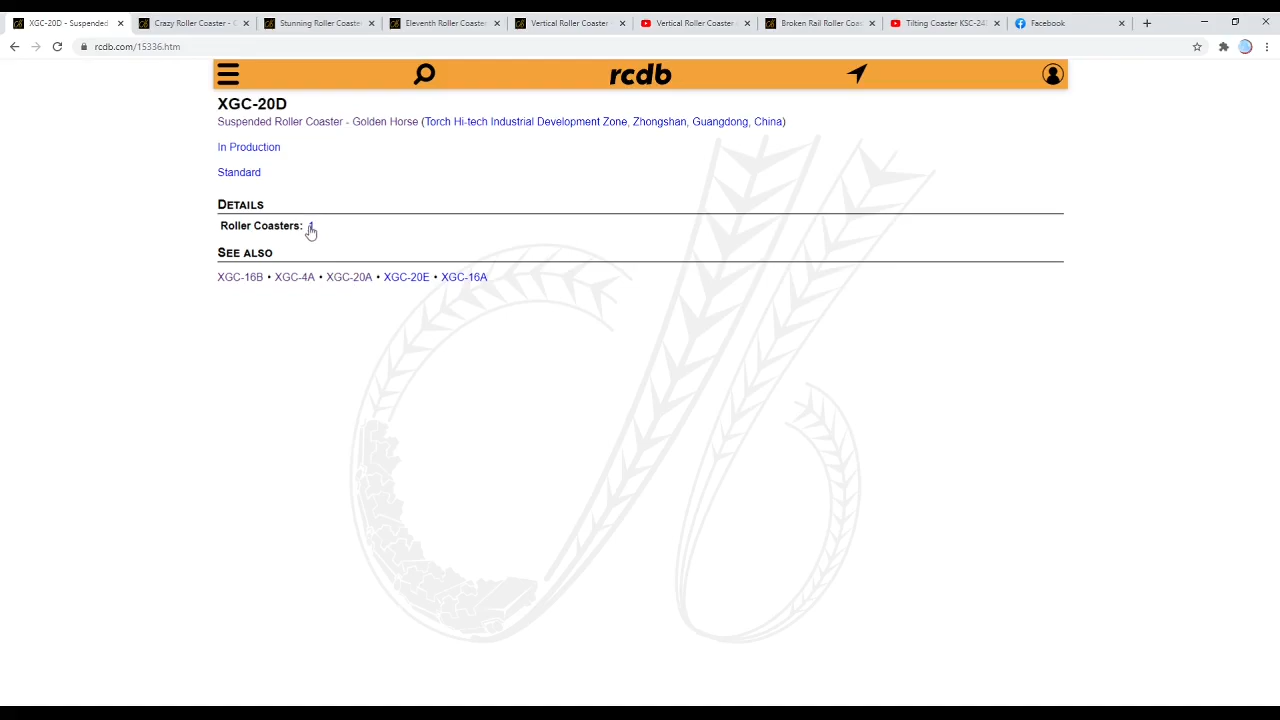 XGC-20D - Suspended
Crazy Roller Coaster -
Stunning Roller Coaster
Eleventh Roller Coaster
Vertical Roller Coaster
Vertical Roller Coaster
Broken Rail Roller Coa
Tilting Coaster KSC-24
Facebook
rcdb.com/15336.htm
rcdb
XGC-20D
Suspended Roller Coaster - Golden Horse (Torch Hi-tech Industrial Development Zone, Zhongshan, Guangdong, China)
In Production
Standard
DETAILS
Roller Coasters: 1
SEE ALSO
XGC-16B • XGC-4A • XGC-20A • XGC-20E • XGC-16A